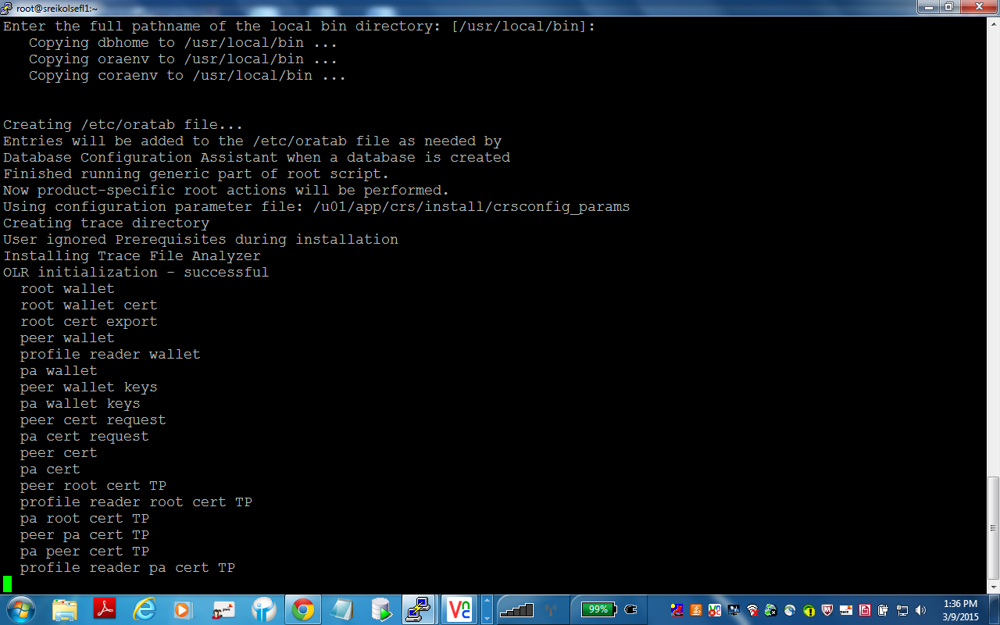 root@sreikolsefl1:~
Enter the full pathname of the local bin directory: [/usr/local/bin]:
   Copying dbhome to /usr/local/bin ...
   Copying oraenv to /usr/local/bin ...
   Copying coraenv to /usr/local/bin ...
Creating /etc/oratab file...
Entries will be added to the /etc/oratab file as needed by
Database Configuration Assistant when a database is created
Finished running generic part of root script.
Now product-specific root actions will be performed.
Using configuration parameter file: /u01/app/crs/install/crsconfig_params
Creating trace directory
User ignored Prerequisites during installation
Installing Trace File Analyzer
OLR initialization - successful
  root wallet
  root wallet cert
  root cert export
  peer wallet
  profile reader wallet
  pa wallet
  peer wallet keys
  pa wallet keys
  peer cert request
  pa cert request
  peer cert
  pa cert
  peer root cert TP
  profile reader root cert TP
  pa root cert TP
  peer pa cert TP
  pa peer cert TP
  profile reader pa cert TP
99%
1:36 PM
3/9/2015